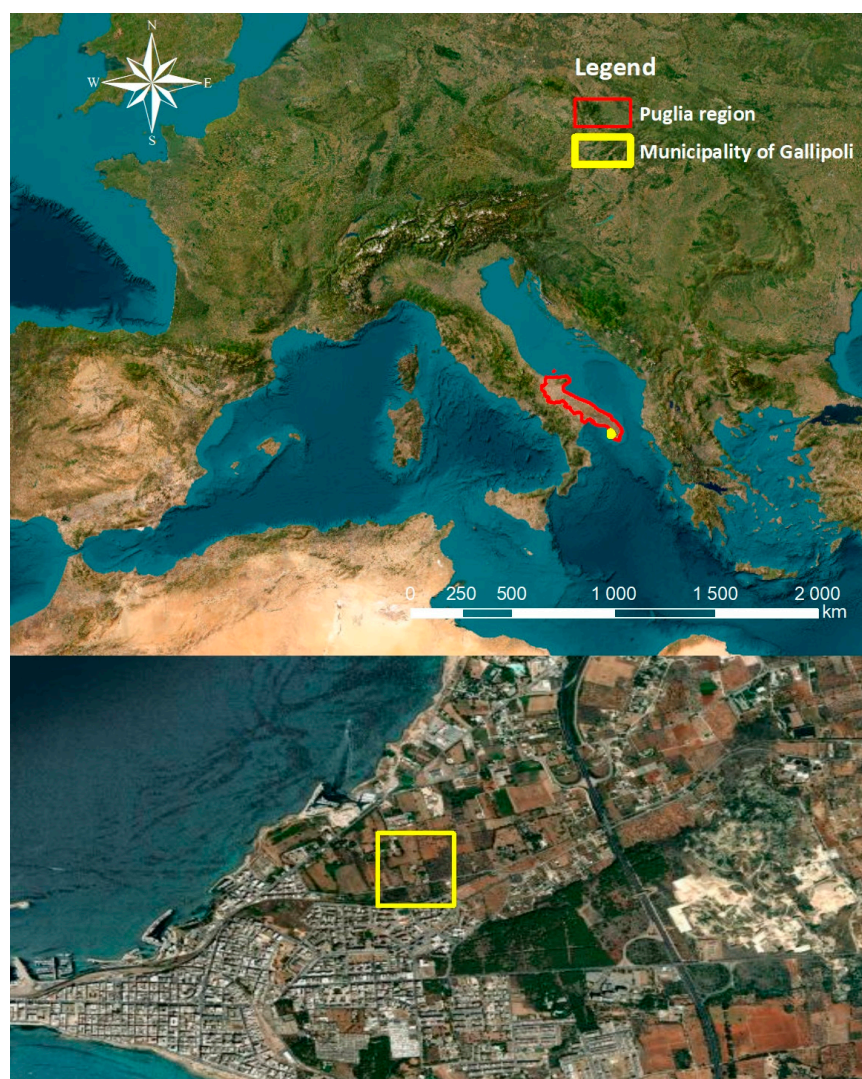 N
W E
S
Legend
Puglia region
Municipality of Gallipoli
0 250 500 1 000 1 500 2 000
km